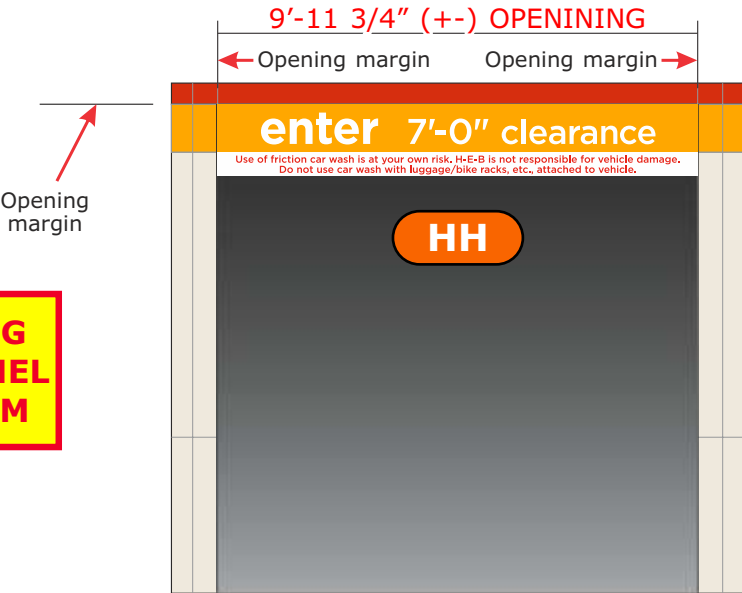 9’-11 3/4” (+-) OPENINING
Opening margin Opening margin
enter 7'-0" clearance
Use of friction car wash is at your own risk. H-E-B is not responsible for vehicle damage.
Do not use car wash with luggage/bike racks, etc., attached to vehicle.
Opening
margin
HH
G